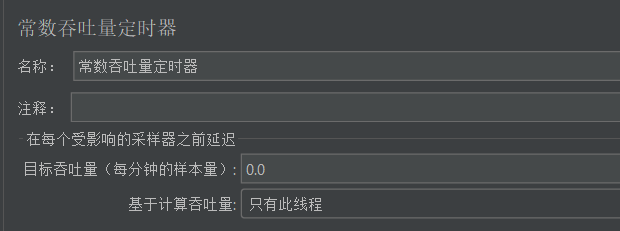 常数吞吐量定时器
名称： 常数吞吐量定时器
注释：
在每个受影响的采样器之前延迟
目标吞吐量（每分钟的样本量）: 0.0
基于计算吞吐量: 只有此线程